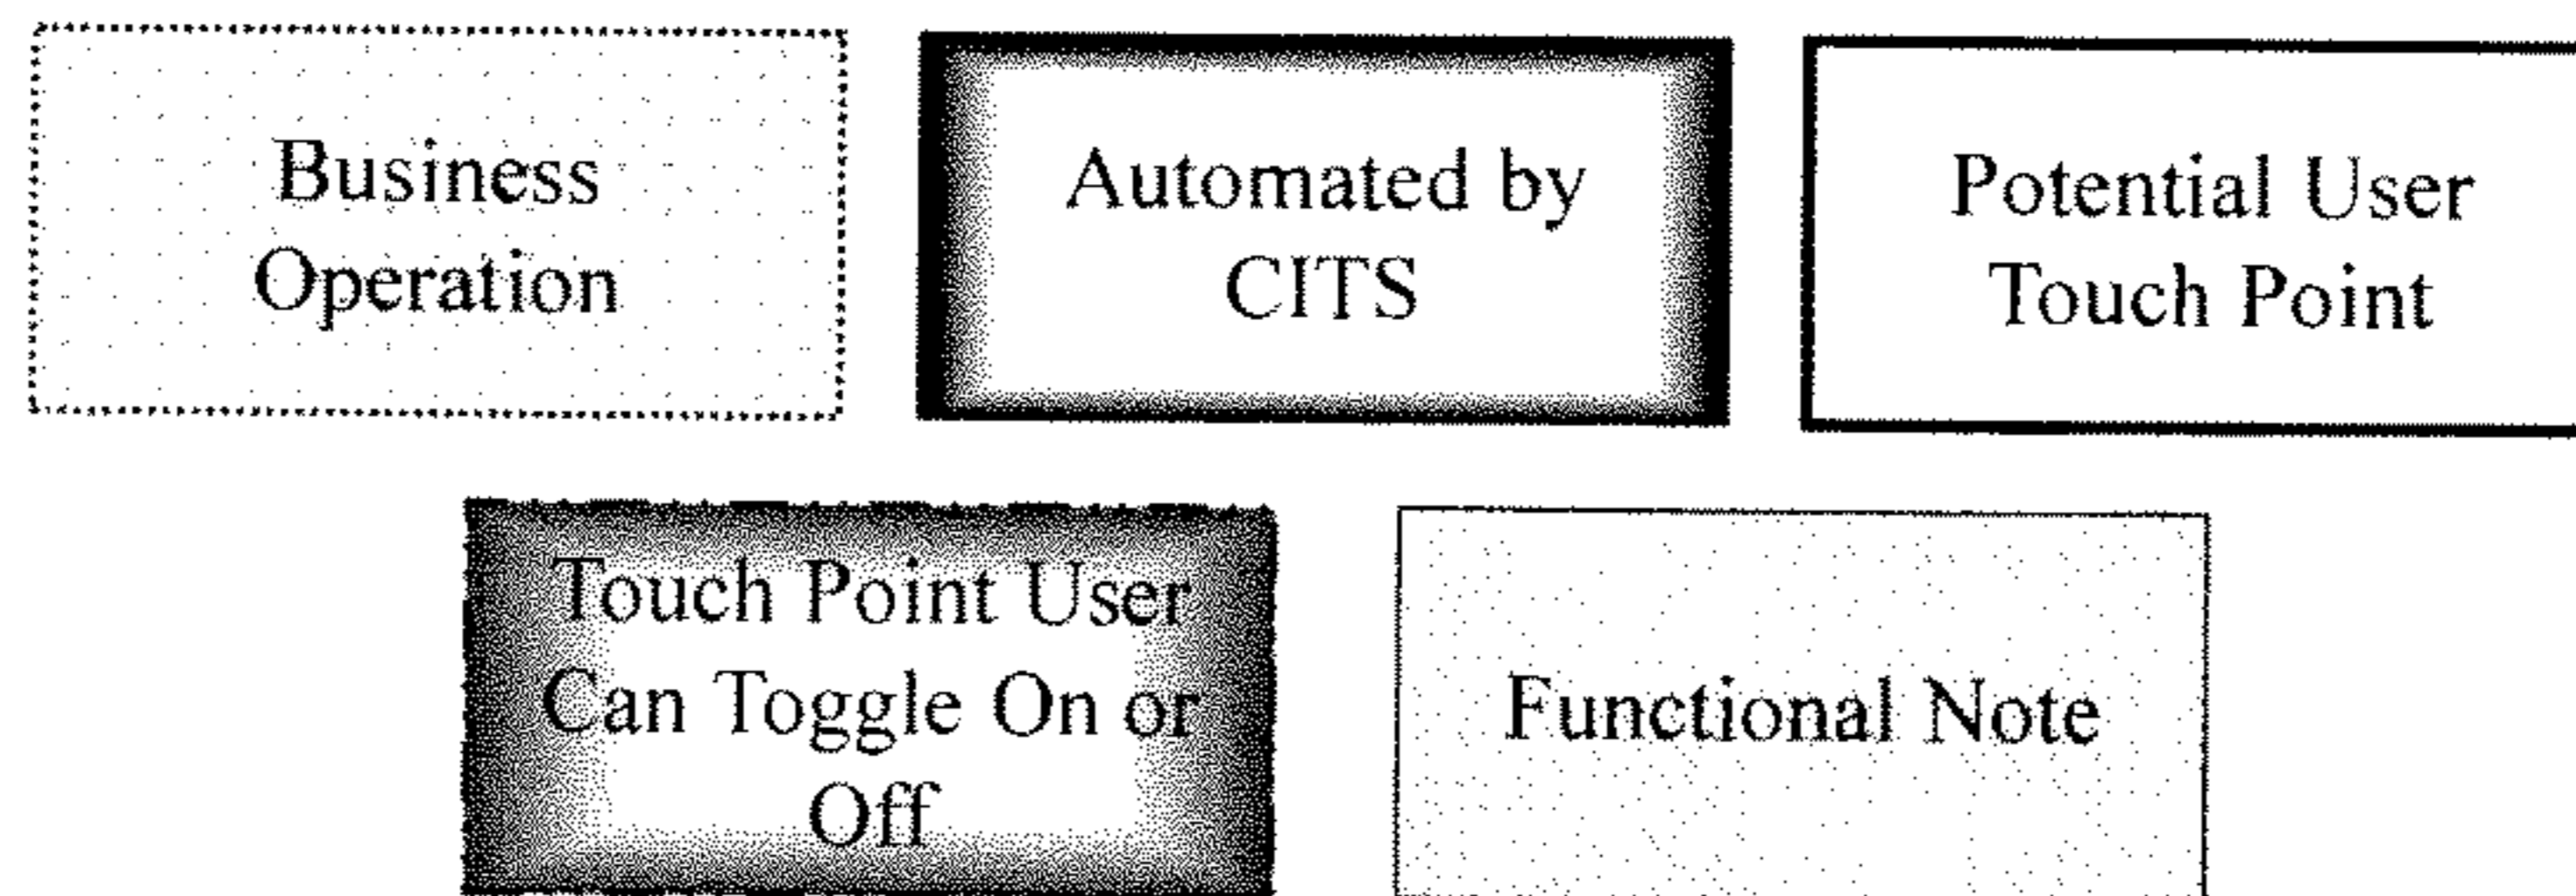 Business
Operation
Automated by
CITS
Potential User
Touch Point
Touch Point User
Can Toggle On or
Off
Functional Note